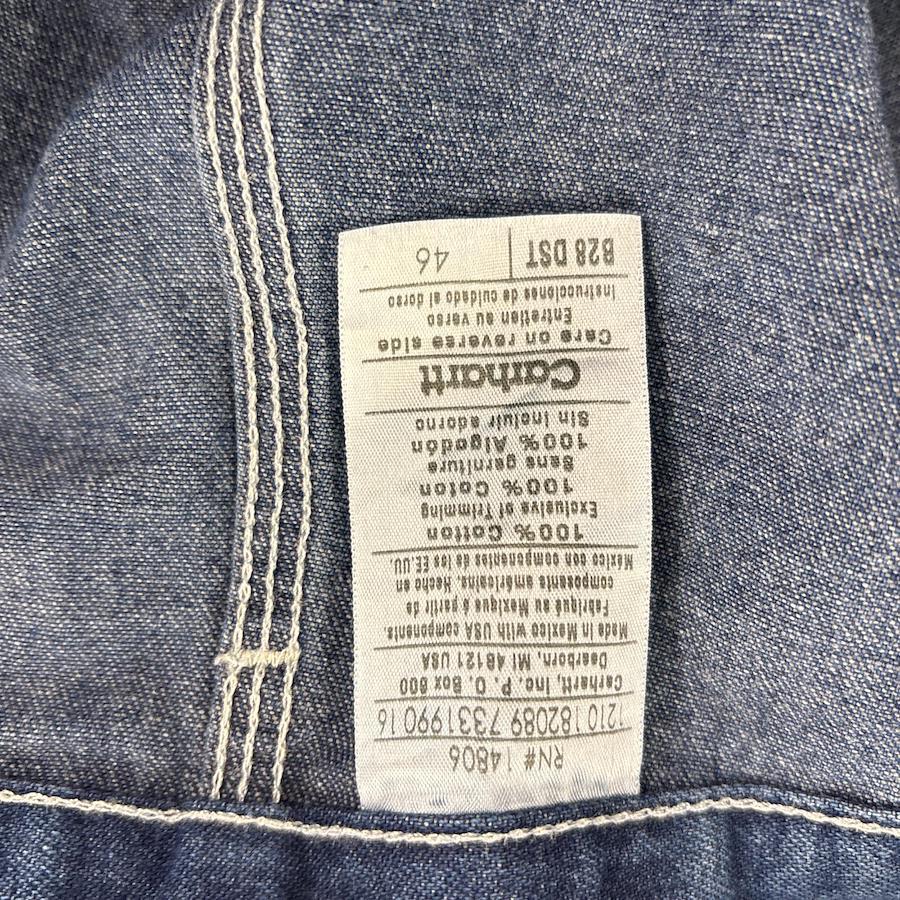 RN# 14806
1210 182089 7331990 16
Carhartt, Inc. P. O. Box 600
Dearborn, MI 48121 USA
Made in Mexico with USA components
Fabriqué au Mexique à partir de
composants américains. Hecho en
México con componentes de los EE.UU.
100% Cotton
Exclusive of Trimming
100% Coton
Sans garniture
100% Algodón
Sin incluir adorno
Carhartt
Care on reverse side
Entretien au verso
Instrucciones de cuidado al dorso
B28 DST 46